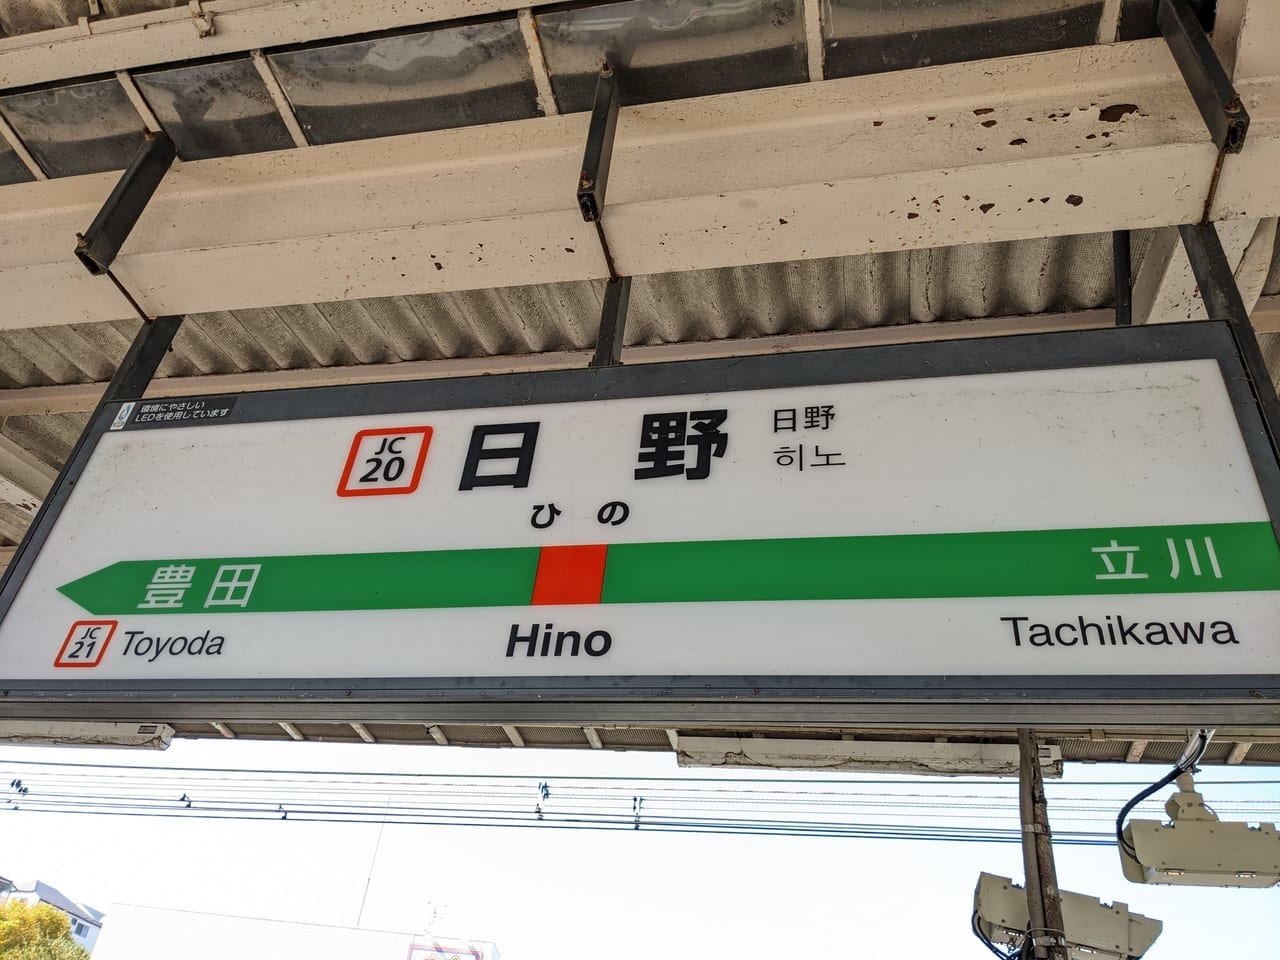 環境にやさしい
LEDを使用しています
JC
20
日野
日野
히노
ひの
豊田
立川
JC
21
Toyoda
Hino
Tachikawa